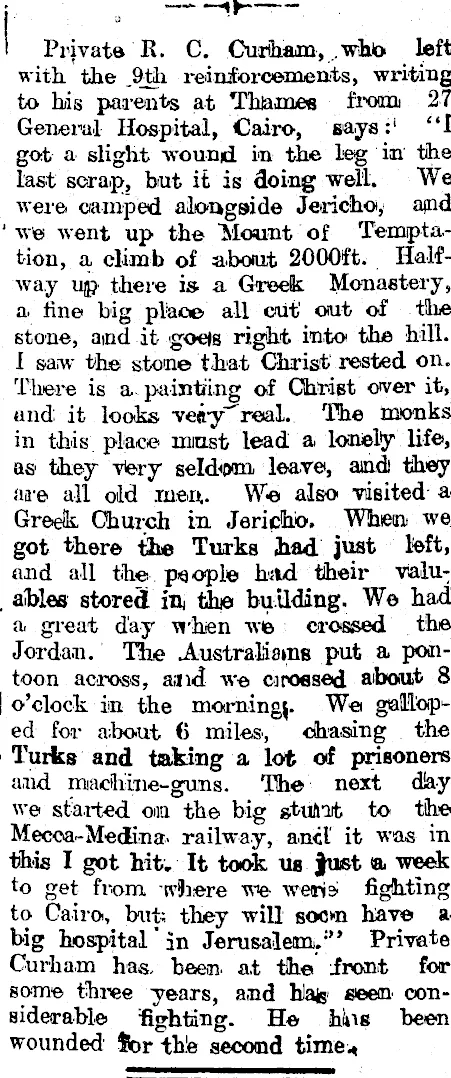 Private R. C. Curham, who left
with the 9th reinforcements, writing
to his parents at Thames from 27
General Hospital, Cairo, says: "I
got a slight wound in the leg in the
last scrap, but it is doing well. We
were camped alongside Jericho, and
we went up the Mount of Tempta-
tion, a climb of about 2000ft. Half-
way up there is a Greek Monastery,
a fine big place all cut out of the
stone, and it goes right into the hill.
I saw the stone that Christ rested on.
There is a painting of Christ over it,
and it looks very real. The monks
in this place must lead a lonely life,
as they very seldom leave, and they
are all old men. We also visited a
Greek Church in Jericho. When we
got there the Turks had just left,
and all the people had their valu-
ables stored in the building. We had
a great day when we crossed the
Jordan. The Australians put a pon-
toon across, and we crossed about 8
o'clock in the morning. We gallop-
ed for about 6 miles, chasing the
Turks and taking a lot of prisoners
and machine-guns. The next day
we started on the big stunt to the
Mecca-Medina railway, and it was in
this I got hit. It took us just a week
to get from where we were fighting
to Cairo, but they will soon have a
big hospital in Jerusalem." Private
Curham has been at the front for
some three years, and has seen con-
siderable fighting. He has been
wounded for the second time.